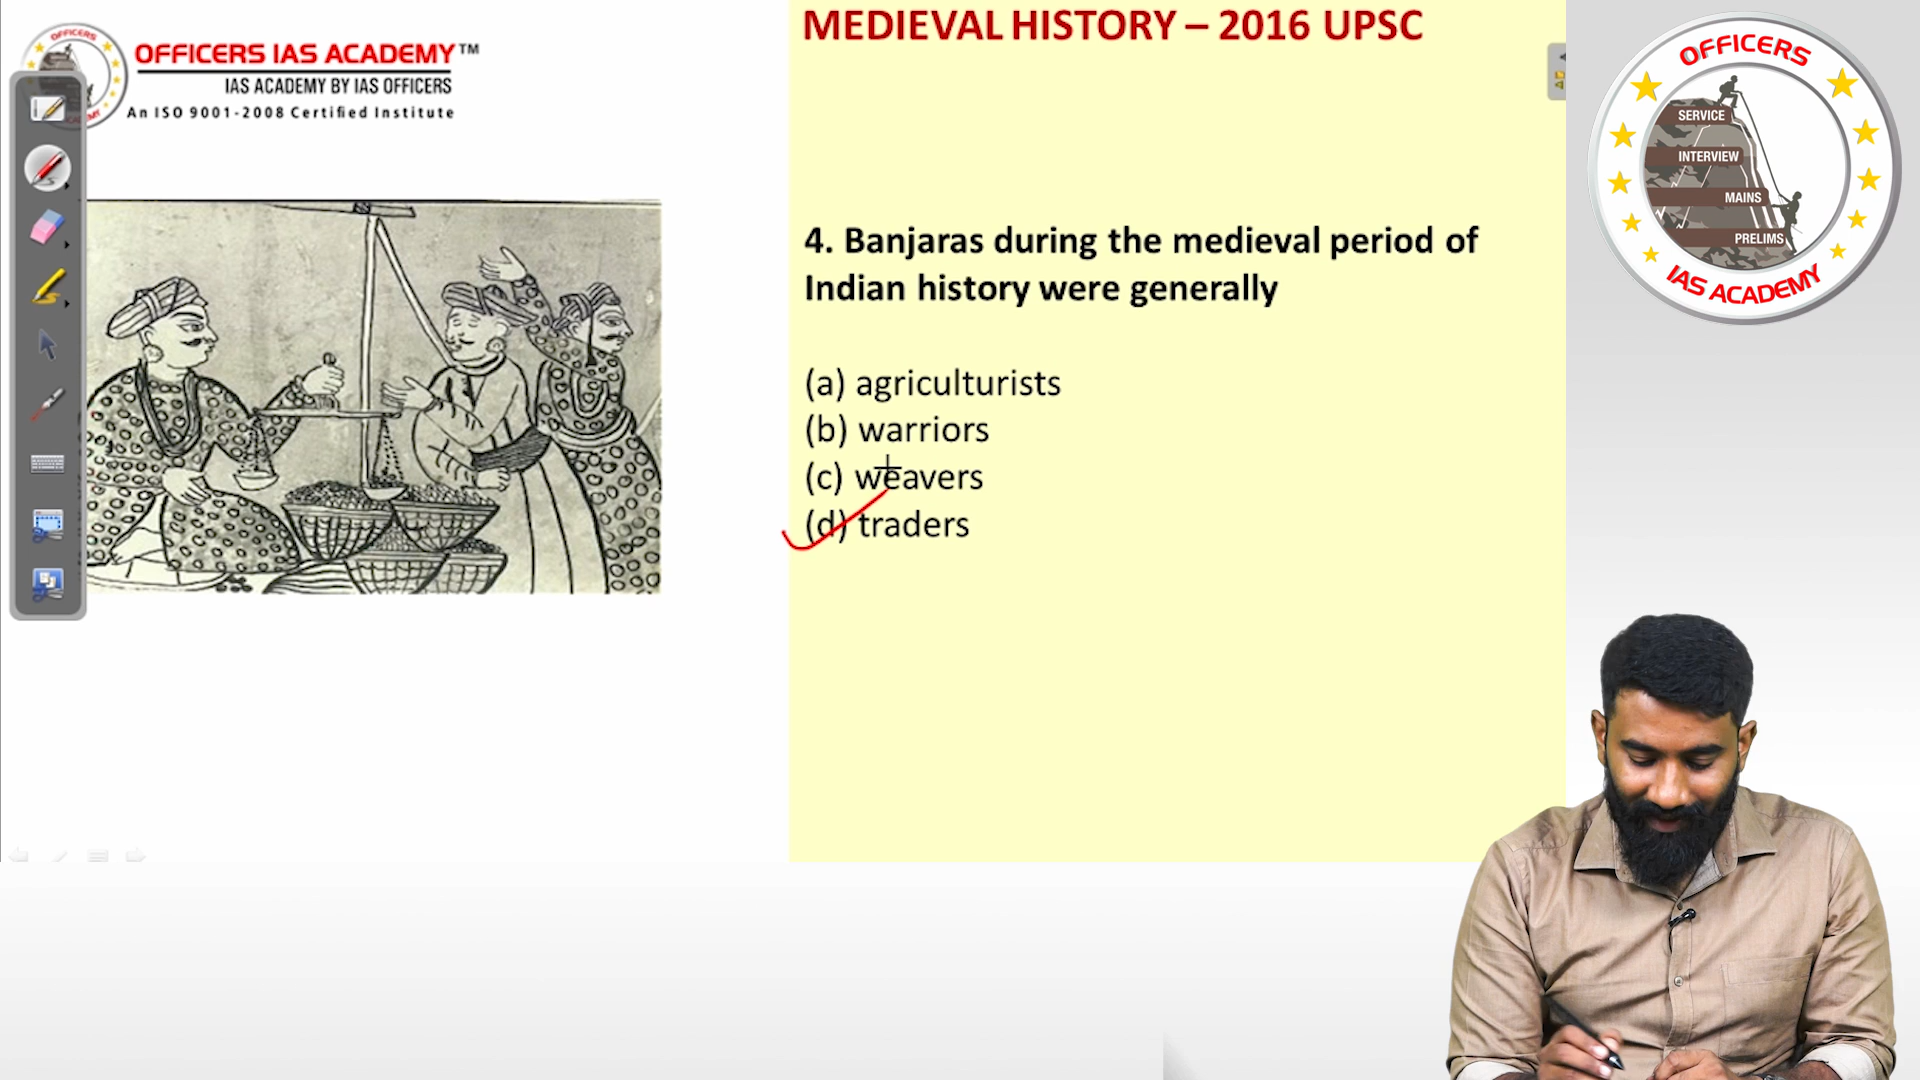 OFFICERS IAS ACADEMY™
IAS ACADEMY BY IAS OFFICERS
An ISO 9001-2008 Certified Institute
MEDIEVAL HISTORY – 2016 UPSC
4. Banjaras during the medieval period of
Indian history were generally
(a) agriculturists
(b) warriors
(c) weavers
(d) traders
OFFICERS
SERVICE
INTERVIEW
MAINS
PRELIMS
IAS ACADEMY